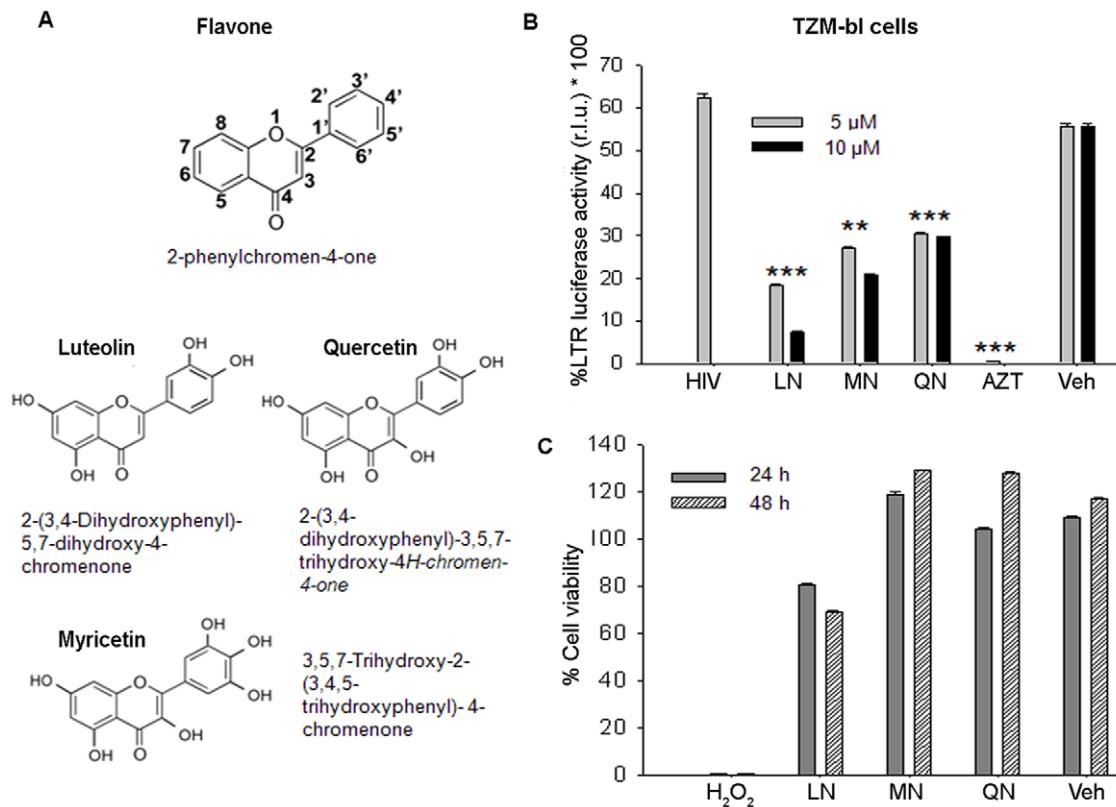 A
Flavone
1
2
3
4
5
6
7
8
1'
2'
3'
4'
5'
6'
O
O
2-phenylchromen-4-one
Luteolin
OH
OH
HO
O
OH
O
2-(3,4-Dihydroxyphenyl)-
5,7-dihydroxy-4-
chromenone
Quercetin
OH
OH
HO
O
OH
OH
O
2-(3,4-
dihydroxyphenyl)-3,5,7-
trihydroxy-4H-chromen-
4-one
Myricetin
OH
OH
OH
HO
O
OH
OH
O
3,5,7-Trihydroxy-2-
(3,4,5-
trihydroxyphenyl)- 4-
chromenone
B
TZM-bl cells
%LTR luciferase activity (r.l.u.) * 100
70
60
50
40
30
20
10
0
5 µM
10 µM
***
**
***
***
HIV LN MN QN AZT Veh
C
% Cell viability
140
120
100
80
60
40
20
0
24 h
48 h
H2O2 LN MN QN Veh